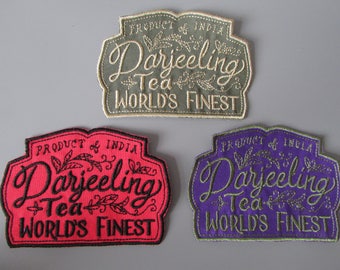 PRODUCT OF INDIA
Darjeeling
Tea
WORLD'S FINEST
PRODUCT OF INDIA
Darjeeling
Tea
WORLD'S FINEST
PRODUCT of INDIA
Darjeeling
Tea
WORLD'S FINEST